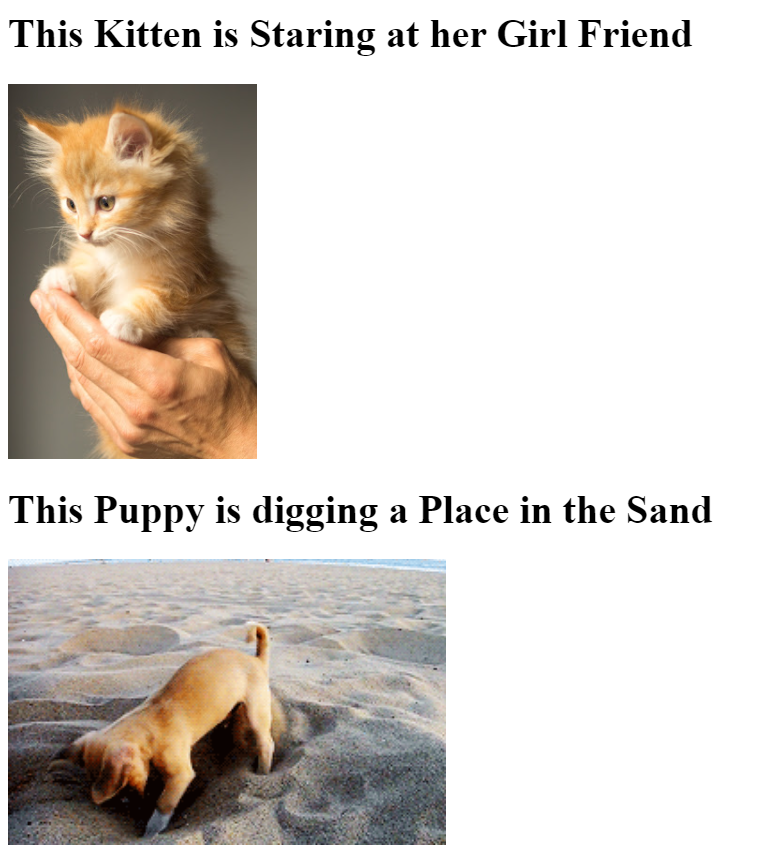 This Kitten is Staring at her Girl Friend
This Puppy is digging a Place in the Sand